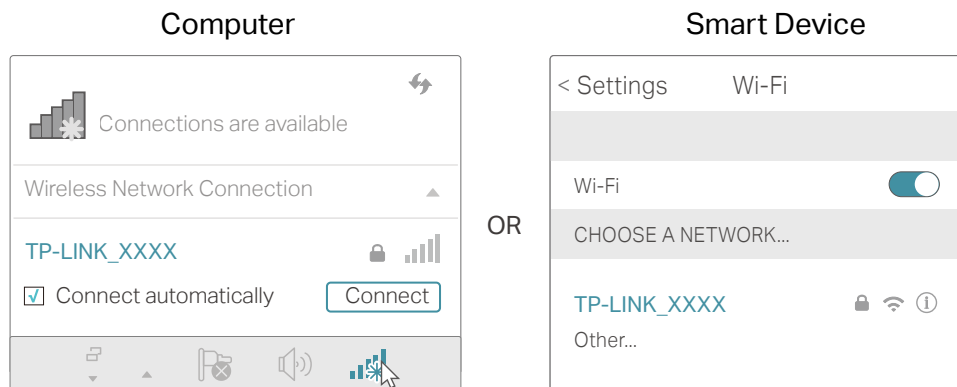 Computer
Connections are available
Wireless Network Connection
TP-LINK_XXXX
Connect automatically Connect
OR
Smart Device
< Settings Wi-Fi
Wi-Fi
CHOOSE A NETWORK...
TP-LINK_XXXX
Other...